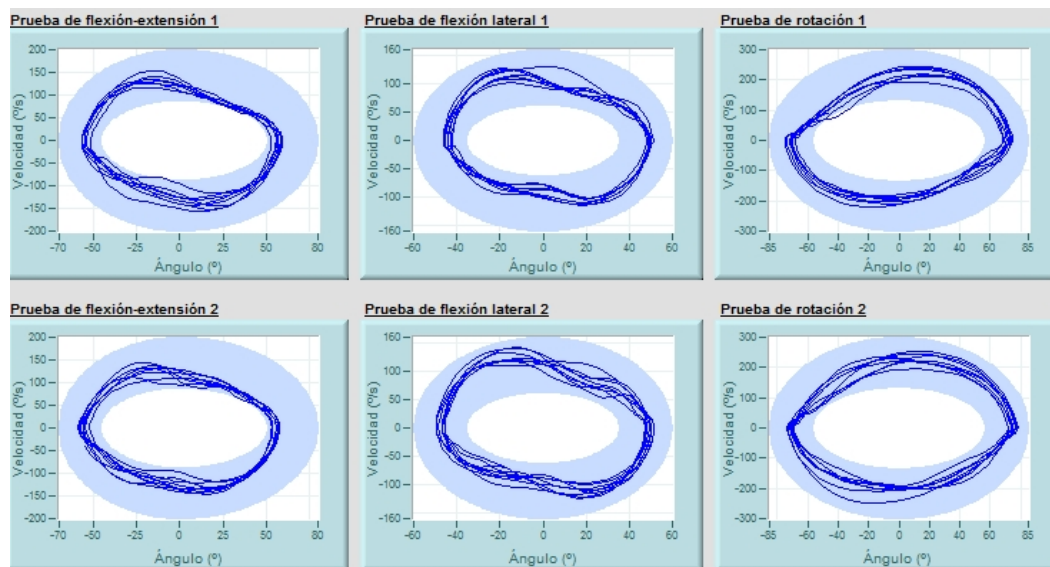 Prueba de flexión-extensión 1
200
150
100
50
0
-50
-100
-150
-200
Velocidad (º/s)
-70 -50 -25 0 25 50 80
Ángulo (º)
Prueba de flexión lateral 1
160
100
50
0
-50
-100
-160
Velocidad (º/s)
-60 -40 -20 0 20 40 60
Ángulo (º)
Prueba de rotación 1
300
200
100
0
-100
-200
-300
Velocidad (º/s)
-85 -60 -40 -20 0 20 40 60 85
Ángulo (º)
Prueba de flexión-extensión 2
200
150
100
50
0
-50
-100
-150
-200
Velocidad (º/s)
-70 -50 -25 0 25 50 80
Ángulo (º)
Prueba de flexión lateral 2
160
100
50
0
-50
-100
-160
Velocidad (º/s)
-60 -40 -20 0 20 40 60
Ángulo (º)
Prueba de rotación 2
300
200
100
0
-100
-200
-300
Velocidad (º/s)
-85 -60 -40 -20 0 20 40 60 85
Ángulo (º)